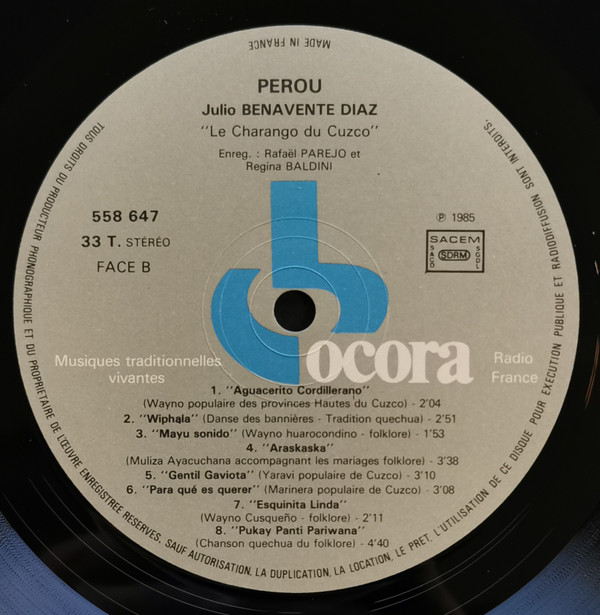 MADE IN FRANCE
PEROU
Julio BENAVENTE DIAZ
"Le Charango du Cuzco"
Enreg. : Rafaël PAREJO et
Regina BALDINI
558 647
33 T. STÉRÉO
FACE B
℗ 1985
SACEM
SACD SDRM SGDL
ocora
Musiques traditionnelles
vivantes
Radio
France
1. "Aguacerito Cordillerano"
(Wayno populaire des provinces Hautes du Cuzco) - 2'04
2. "Wiphala" (Danse des bannières - Tradition quechua) - 2'51
3. "Mayu sonido" (Wayno huarocondino - folklore) - 1'53
4. "Araskaska"
(Muliza Ayacuchana accompagnant les mariages folklore) - 3'38
5. "Gentil Gaviota" (Yaravi populaire de Cuzco) - 3'10
6. "Para qué es querer" (Marinera populaire de Cuzco) - 3'08
7. "Esquinita Linda"
(Wayno Cusqueño - folklore) - 2'11
8. "Pukay Panti Pariwana"
(Chanson quechua du folklore) - 4'40
TOUS DROITS DU PRODUCTEUR PHONOGRAPHIQUE ET DU PROPRIETAIRE DE L'ŒUVRE ENREGISTREE RESERVES. SAUF AUTORISATION, LA DUPLICATION, LA LOCATION, LE PRET, L'UTILISATION DE CE DISQUE POUR EXECUTION PUBLIQUE ET RADIODIFFUSION SONT INTERDITS.